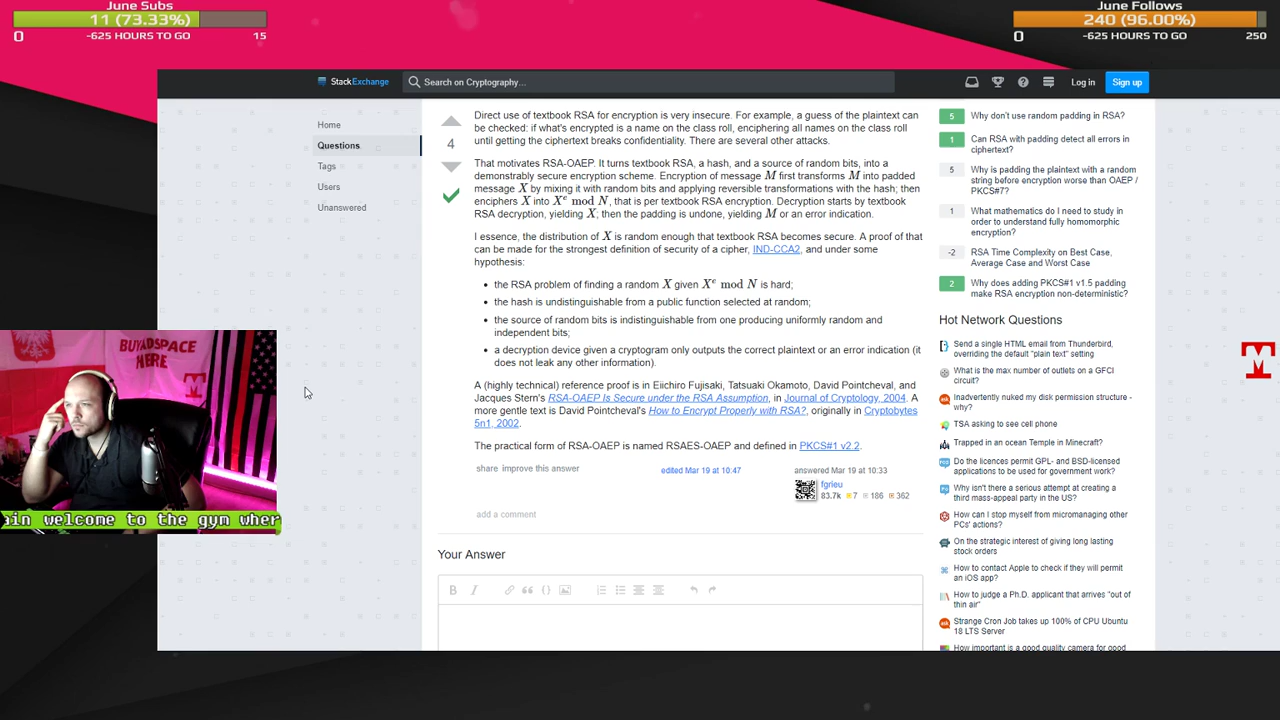 June Subs
11 (73.33%)
0
-625 HOURS TO GO
15
June Follows
240 (96.00%)
0
-625 HOURS TO GO
250
StackExchange
Search on Cryptography...
Log in
Sign up
Home
Questions
Tags
Users
Unanswered
4
Direct use of textbook RSA for encryption is very insecure. For example, a guess of the plaintext can
be checked: if what's encrypted is a name on the class roll, enciphering all names on the class roll
until getting the ciphertext breaks confidentiality. There are several other attacks.
That motivates RSA-OAEP. It turns textbook RSA, a hash, and a source of random bits, into a
demonstrably secure encryption scheme. Encryption of message M first transforms M into padded
message X by mixing it with random bits and applying reversible transformations with the hash; then
enciphers X into X^e mod N, that is per textbook RSA encryption. Decryption starts by textbook
RSA decryption, yielding X; then the padding is undone, yielding M or an error indication.
I essence, the distribution of X is random enough that textbook RSA becomes secure. A proof of that
can be made for the strongest definition of security of a cipher, IND-CCA2, and under some
hypothesis:
• the RSA problem of finding a random X given X^e mod N is hard;
• the hash is undistinguishable from a public function selected at random;
• the source of random bits is indistinguishable from one producing uniformly random and
independent bits;
• a decryption device given a cryptogram only outputs the correct plaintext or an error indication (it
does not leak any other information).
A (highly technical) reference proof is in Eiichiro Fujisaki, Tatsuaki Okamoto, David Pointcheval, and
Jacques Stern's RSA-OAEP Is Secure under the RSA Assumption, in Journal of Cryptology, 2004. A
more gentle text is David Pointcheval's How to Encrypt Properly with RSA?, originally in Cryptobytes
5n1, 2002.
The practical form of RSA-OAEP is named RSAES-OAEP and defined in PKCS#1 v2.2.
share improve this answer
edited Mar 19 at 10:47
answered Mar 19 at 10:33
fgrieu
83.7k 7 186 362
add a comment
Your Answer
B I
5 Why don't use random padding in RSA?
1 Can RSA with padding detect all errors in
ciphertext?
5 Why is padding the plaintext with a random
string before encryption worse than OAEP /
PKCS#7?
1 What mathematics do I need to study in
order to understand fully homomorphic
encryption?
-2 RSA Time Complexity on Best Case,
Average Case and Worst Case
2 Why does adding PKCS#1 v1.5 padding
make RSA encryption non-deterministic?
Hot Network Questions
Send a single HTML email from Thunderbird,
overriding the default "plain text" setting
What is the max number of outlets on a GFCI
circuit?
Inadvertently nuked my disk permission structure -
why?
TSA asking to see cell phone
Trapped in an ocean Temple in Minecraft?
Do the licences permit GPL- and BSD-licensed
applications to be used for government work?
Why isn't there a serious attempt at creating a
third mass-appeal party in the US?
How can I stop myself from micromanaging other
PCs' actions?
On the strategic interest of giving long lasting
stock orders
How to contact Apple to check if they will permit
an iOS app?
How to judge a Ph.D. applicant that arrives "out of
thin air"
Strange Cron Job takes up 100% of CPU Ubuntu
18 LTS Server
How important is a good quality camera for good
BUY ADSPACE
HERE
ain welcome to the gym wher